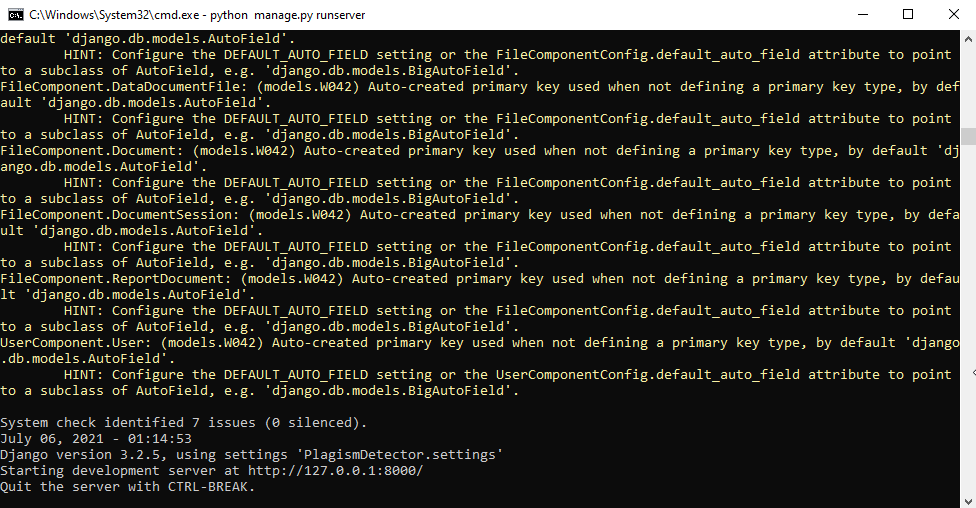 C:\Windows\System32\cmd.exe - python  manage.py runserver
default 'django.db.models.AutoField'.
        HINT: Configure the DEFAULT_AUTO_FIELD setting or the FileComponentConfig.default_auto_field attribute to point
to a subclass of AutoField, e.g. 'django.db.models.BigAutoField'.
FileComponent.DataDocumentFile: (models.W042) Auto-created primary key used when not defining a primary key type, by def
ault 'django.db.models.AutoField'.
        HINT: Configure the DEFAULT_AUTO_FIELD setting or the FileComponentConfig.default_auto_field attribute to point
to a subclass of AutoField, e.g. 'django.db.models.BigAutoField'.
FileComponent.Document: (models.W042) Auto-created primary key used when not defining a primary key type, by default 'dj
ango.db.models.AutoField'.
        HINT: Configure the DEFAULT_AUTO_FIELD setting or the FileComponentConfig.default_auto_field attribute to point
to a subclass of AutoField, e.g. 'django.db.models.BigAutoField'.
FileComponent.DocumentSession: (models.W042) Auto-created primary key used when not defining a primary key type, by defa
ult 'django.db.models.AutoField'.
        HINT: Configure the DEFAULT_AUTO_FIELD setting or the FileComponentConfig.default_auto_field attribute to point
to a subclass of AutoField, e.g. 'django.db.models.BigAutoField'.
FileComponent.ReportDocument: (models.W042) Auto-created primary key used when not defining a primary key type, by defau
lt 'django.db.models.AutoField'.
        HINT: Configure the DEFAULT_AUTO_FIELD setting or the FileComponentConfig.default_auto_field attribute to point
to a subclass of AutoField, e.g. 'django.db.models.BigAutoField'.
UserComponent.User: (models.W042) Auto-created primary key used when not defining a primary key type, by default 'django
.db.models.AutoField'.
        HINT: Configure the DEFAULT_AUTO_FIELD setting or the UserComponentConfig.default_auto_field attribute to point
to a subclass of AutoField, e.g. 'django.db.models.BigAutoField'.
System check identified 7 issues (0 silenced).
July 06, 2021 - 01:14:53
Django version 3.2.5, using settings 'PlagismDetector.settings'
Starting development server at http://127.0.0.1:8000/
Quit the server with CTRL-BREAK.